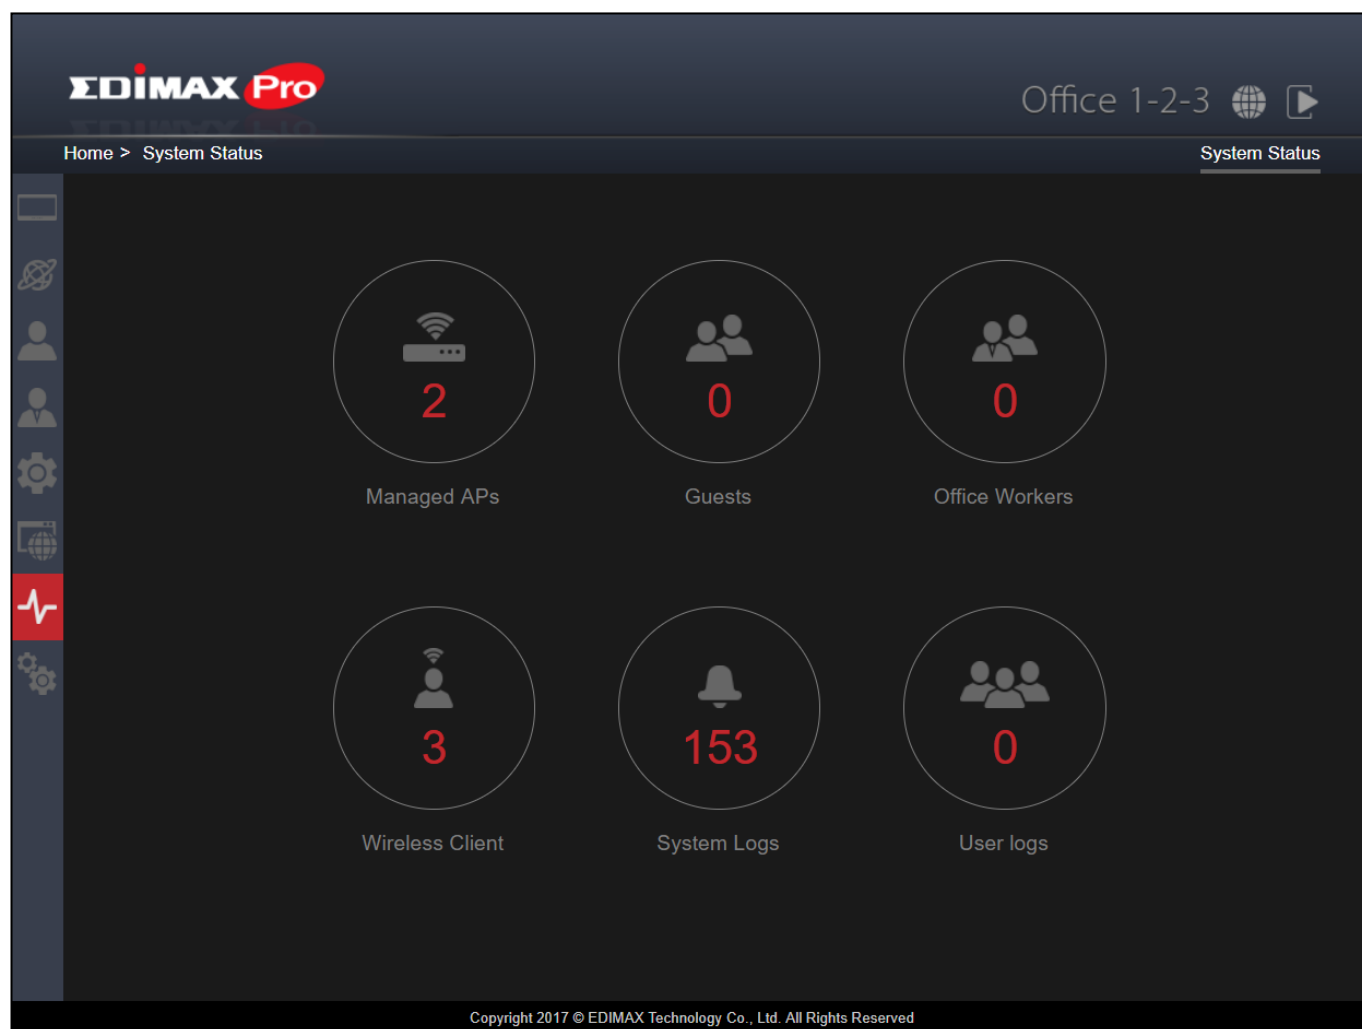 EDIMAX Pro
Office 1-2-3
Home > System Status
System Status
2
0
0
Managed APs
Guests
Office Workers
3
153
0
Wireless Client
System Logs
User logs
Copyright 2017 © EDIMAX Technology Co., Ltd. All Rights Reserved